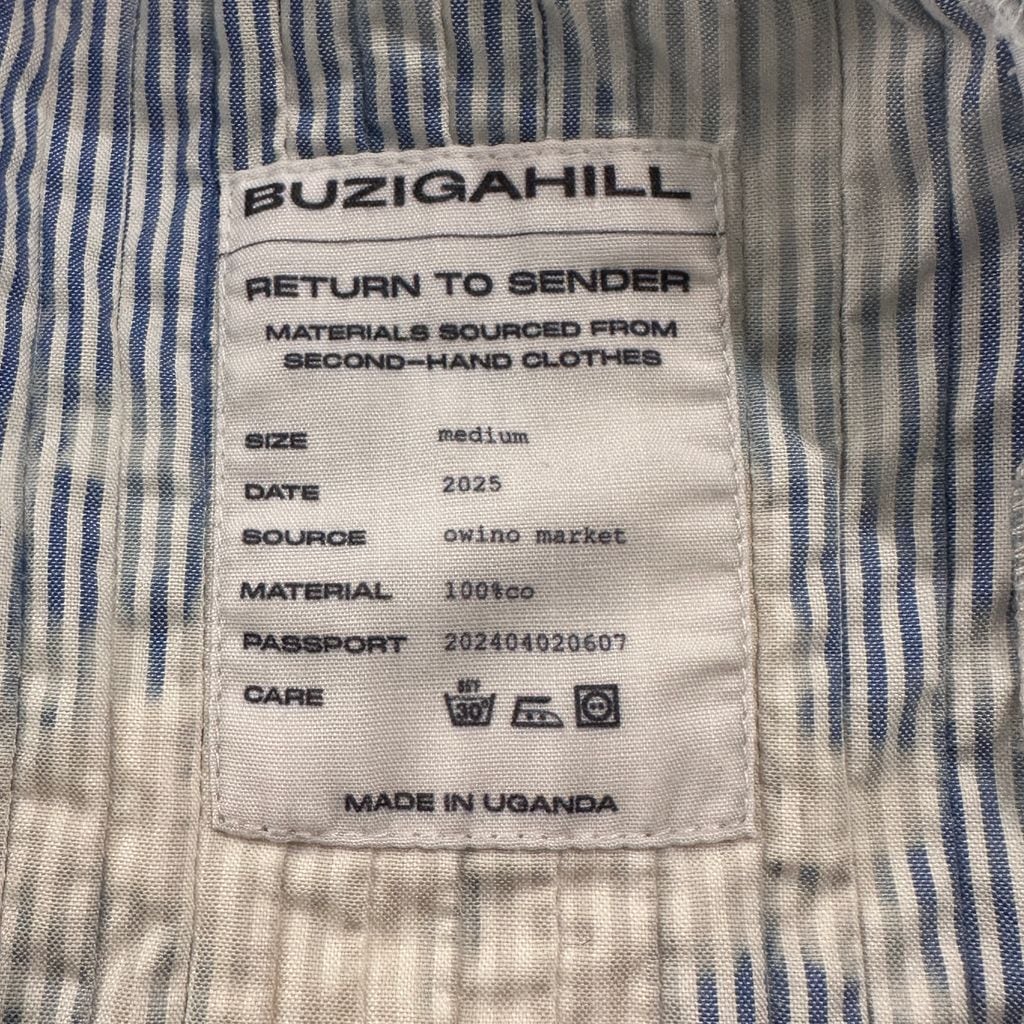 BUZIGAHILL
RETURN TO SENDER
MATERIALS SOURCED FROM
SECOND-HAND CLOTHES
SIZE medium
DATE 2025
SOURCE owino market
MATERIAL 100%co
PASSPORT 202404020607
CARE 30°
MADE IN UGANDA